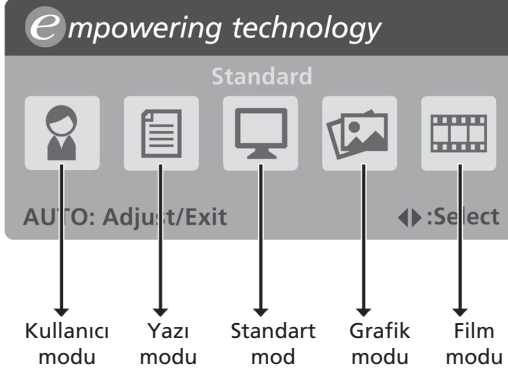 empowering technology
Standard
AUTO: Adjust/Exit ◀▶ :Select
Kullanıcı modu
Yazı modu
Standart mod
Grafik modu
Film modu